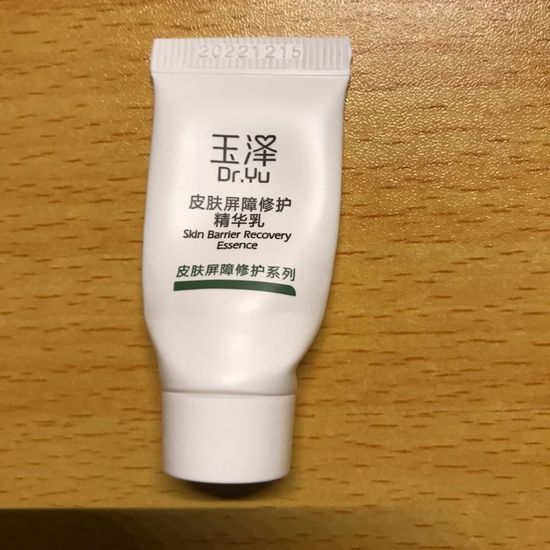 20221215
玉泽
Dr.Yu
皮肤屏障修护
精华乳
Skin Barrier Recovery
Essence
皮肤屏障修护系列